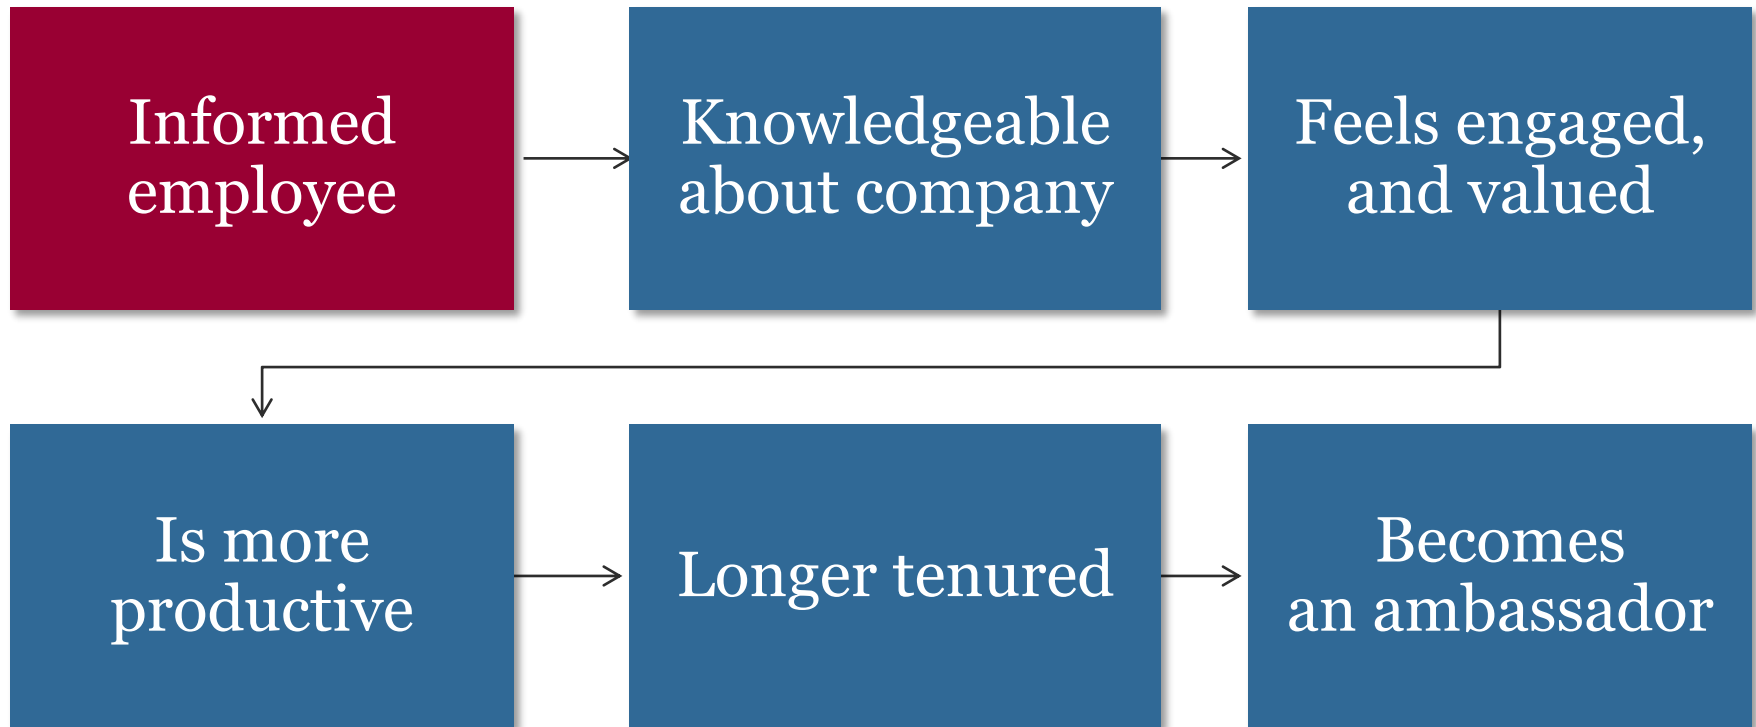 Informed
employee
Knowledgeable
about company
Feels engaged,
and valued
Is more
productive
Longer tenured
Becomes
an ambassador